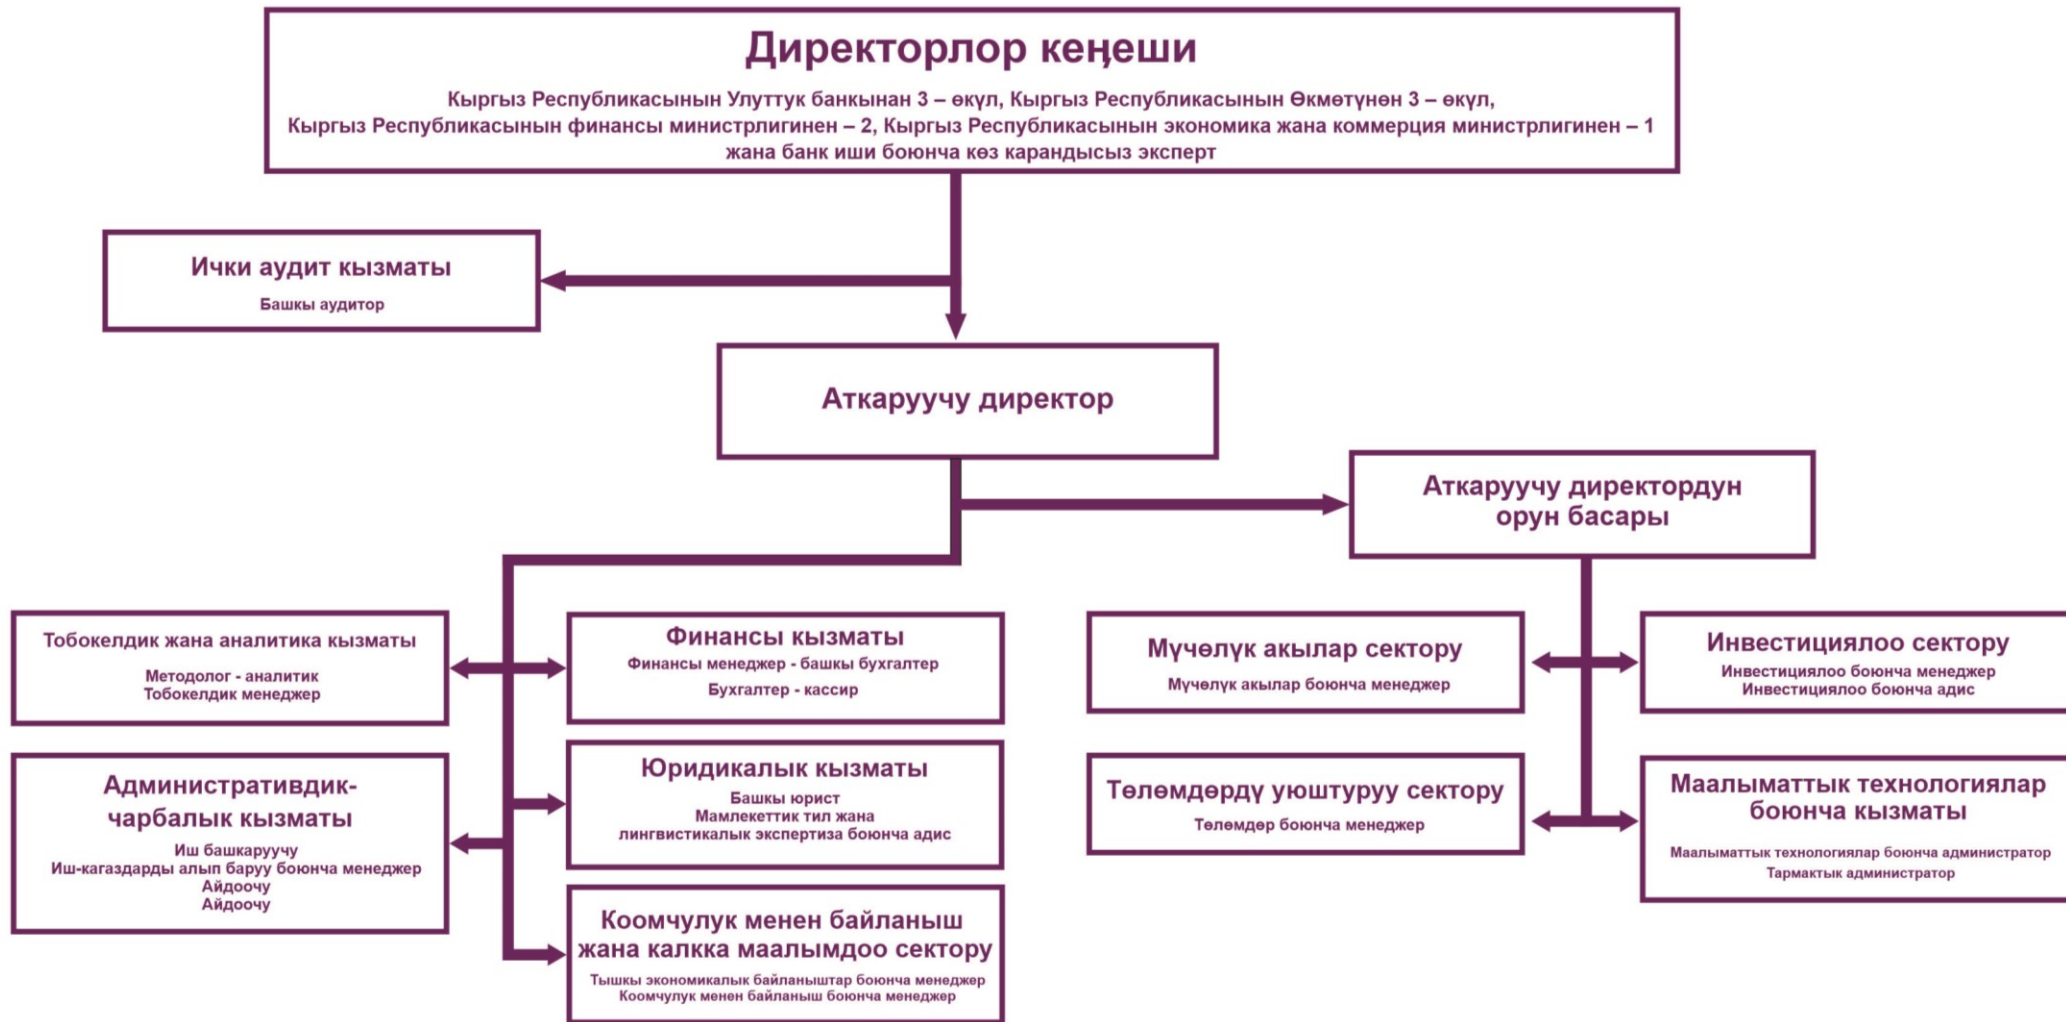 Директорлор кеңеши
Кыргыз Республикасынын Улуттук банкынан 3 – өкүл, Кыргыз Республикасынын Өкмөтүнөн 3 – өкүл,
Кыргыз Республикасынын финансы министрлигинен – 2, Кыргыз Республикасынын экономика жана коммерция министрлигинен – 1
жана банк иши боюнча көз карандысыз эксперт
Ички аудит кызматы
Башкы аудитор
Аткаруучу директор
Аткаруучу директордун
орун басары
Тобокелдик жана аналитика кызматы
Методолог - аналитик
Тобокелдик менеджер
Финансы кызматы
Финансы менеджер - башкы бухгалтер
Бухгалтер - кассир
Мүчөлүк акылар сектору
Мүчөлүк акылар боюнча менеджер
Инвестициялоо сектору
Инвестициялоо боюнча менеджер
Инвестициялоо боюнча адис
Административдик-
чарбалык кызматы
Иш башкаруучу
Иш-кагаздарды алып баруу боюнча менеджер
Айдоочу
Айдоочу
Юридикалык кызматы
Башкы юрист
Мамлекеттик тил жана
лингвистикалык экспертиза боюнча адис
Төлөмдөрдү уюштуруу сектору
Төлөмдөр боюнча менеджер
Маалыматтык технологиялар
боюнча кызматы
Маалыматтык технологиялар боюнча администратор
Тармактык администратор
Коомчулук менен байланыш
жана калкка маалымдоо сектору
Тышкы экономикалык байланыштар боюнча менеджер
Коомчулук менен байланыш боюнча менеджер